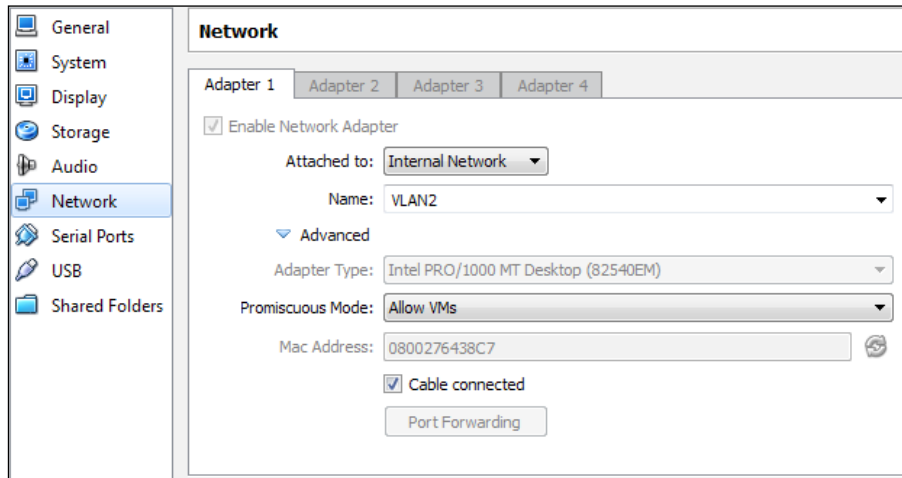 General
System
Display
Storage
Audio
Network
Serial Ports
USB
Shared Folders
Network
Adapter 1 Adapter 2 Adapter 3 Adapter 4
Enable Network Adapter
Attached to: Internal Network
Name: VLAN2
Advanced
Adapter Type: Intel PRO/1000 MT Desktop (82540EM)
Promiscuous Mode: Allow VMs
Mac Address: 0800276438C7
Cable connected
Port Forwarding